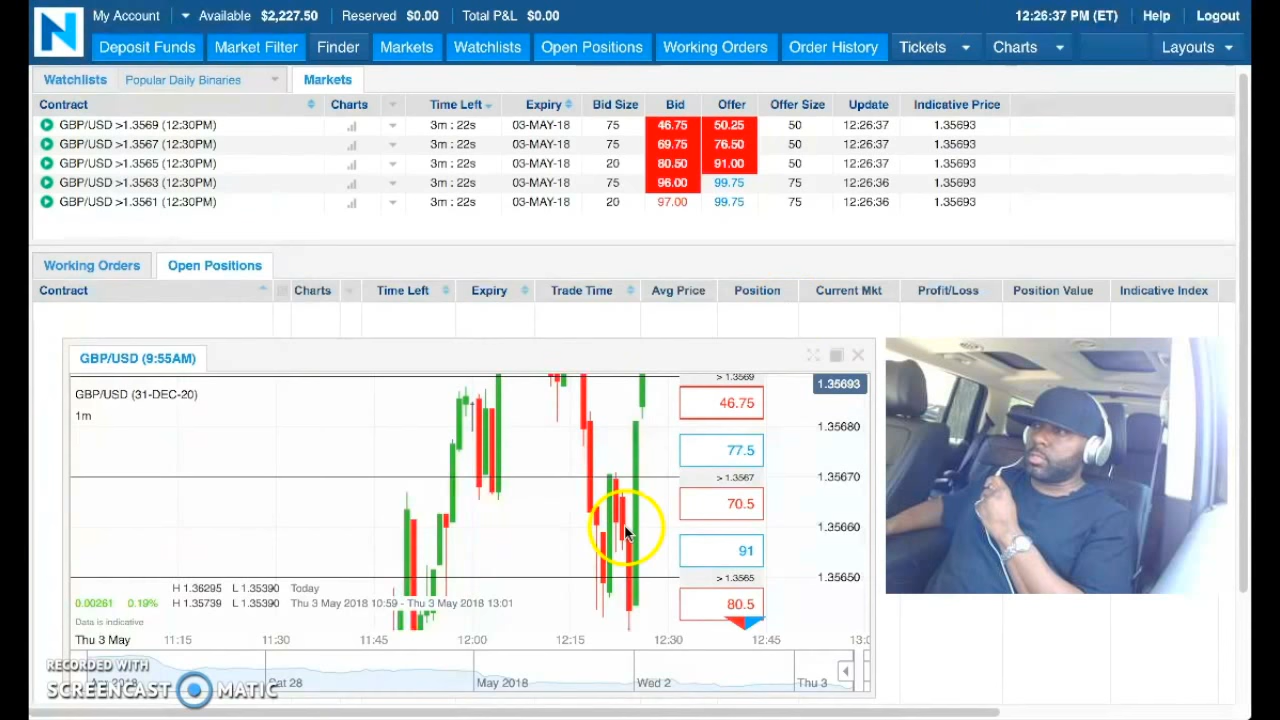 N My Account Available $2,227.50 Reserved $0.00 Total P&L $0.00 12:26:37 PM (ET) Help Logout
Deposit Funds Market Filter Finder Markets Watchlists Open Positions Working Orders Order History Tickets Charts Layouts
Watchlists Popular Daily Binaries Markets
Contract Charts Time Left Expiry Bid Size Bid Offer Offer Size Update Indicative Price
GBP/USD >1.3569 (12:30PM) 3m : 22s 03-MAY-18 75 46.75 50.25 50 12:26:37 1.35693
GBP/USD >1.3567 (12:30PM) 3m : 22s 03-MAY-18 75 69.75 76.50 50 12:26:37 1.35693
GBP/USD >1.3565 (12:30PM) 3m : 22s 03-MAY-18 20 80.50 91.00 50 12:26:37 1.35693
GBP/USD >1.3563 (12:30PM) 3m : 22s 03-MAY-18 75 96.00 99.75 75 12:26:36 1.35693
GBP/USD >1.3561 (12:30PM) 3m : 22s 03-MAY-18 20 97.00 99.75 75 12:26:36 1.35693
Working Orders Open Positions
Contract Charts Time Left Expiry Trade Time Avg Price Position Current Mkt Profit/Loss Position Value Indicative Index
GBP/USD (9:55AM)
> 1.3569 1.35693
GBP/USD (31-DEC-20) 46.75
1m
1.35680
77.5
> 1.3567 1.35670
70.5
1.35660
91
> 1.3565 1.35650
H 1.36295 L 1.35390 Today
0.00261 0.19% H 1.35739 L 1.35390 Thu 3 May 2018 10:59 - Thu 3 May 2018 13:01 80.5
Data is indicative
Thu 3 May 11:15 11:30 11:45 12:00 12:15 12:30 12:45 13:0
RECORDED WITH
Sat 28 May 2018 Wed 2 Thu 3
SCREENCAST MATIC